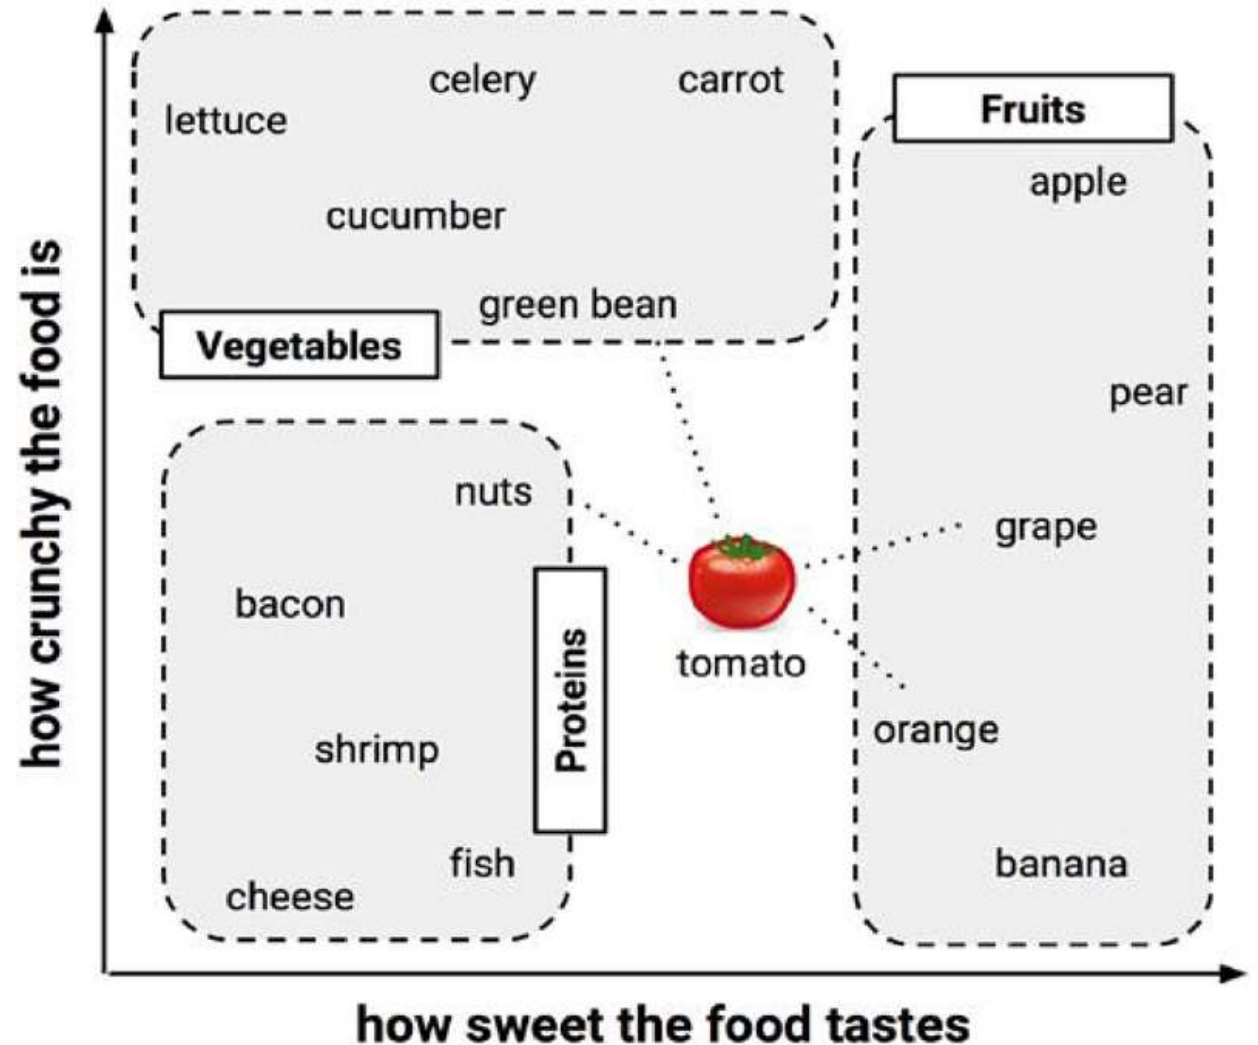 celery
carrot
lettuce
Fruits
apple
cucumber
green bean
Vegetables
pear
nuts
grape
bacon
tomato
Proteins
orange
shrimp
fish
banana
cheese
how crunchy the food is
how sweet the food tastes